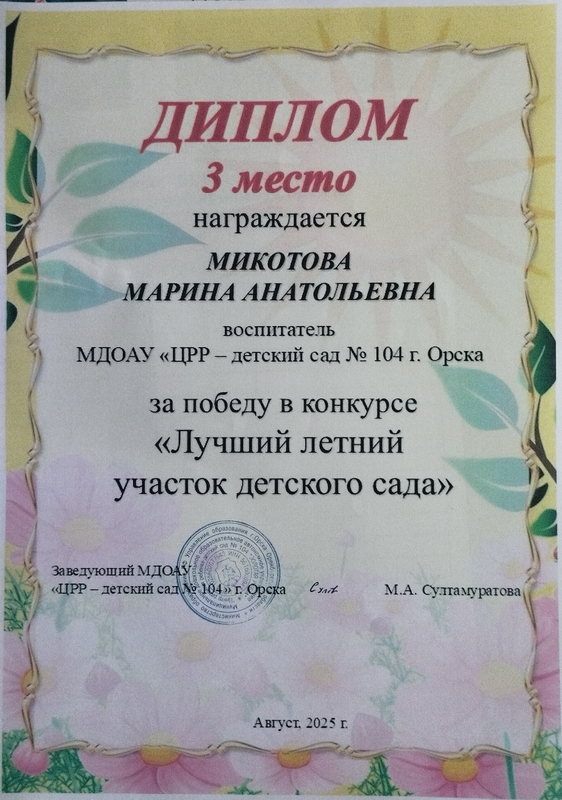 ДИПЛОМ
3 место
награждается
МИКОТОВА
МАРИНА АНАТОЛЬЕВНА
воспитатель
МДОАУ «ЦРР – детский сад № 104 г. Орска
за победу в конкурсе
«Лучший летний
участок детского сада»
Заведующий МДОАУ
«ЦРР – детский сад № 104» г. Орска
М.А. Султамуратова
Август, 2025 г.